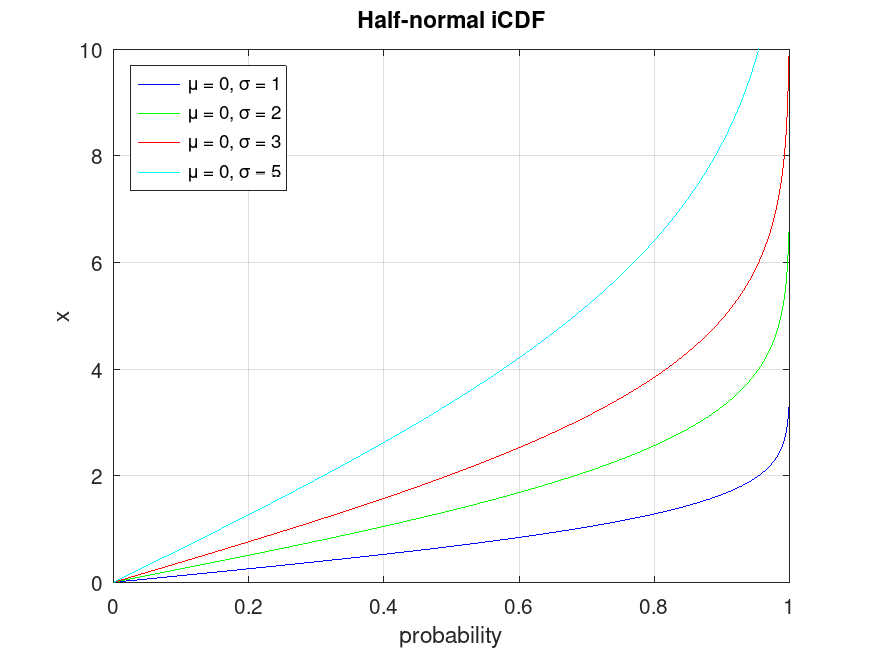 Half-normal iCDF
10
8
6
4
2
0
x
μ = 0, σ = 1
μ = 0, σ = 2
μ = 0, σ = 3
μ = 0, σ = 5
0
0.2
0.4
0.6
0.8
1
probability